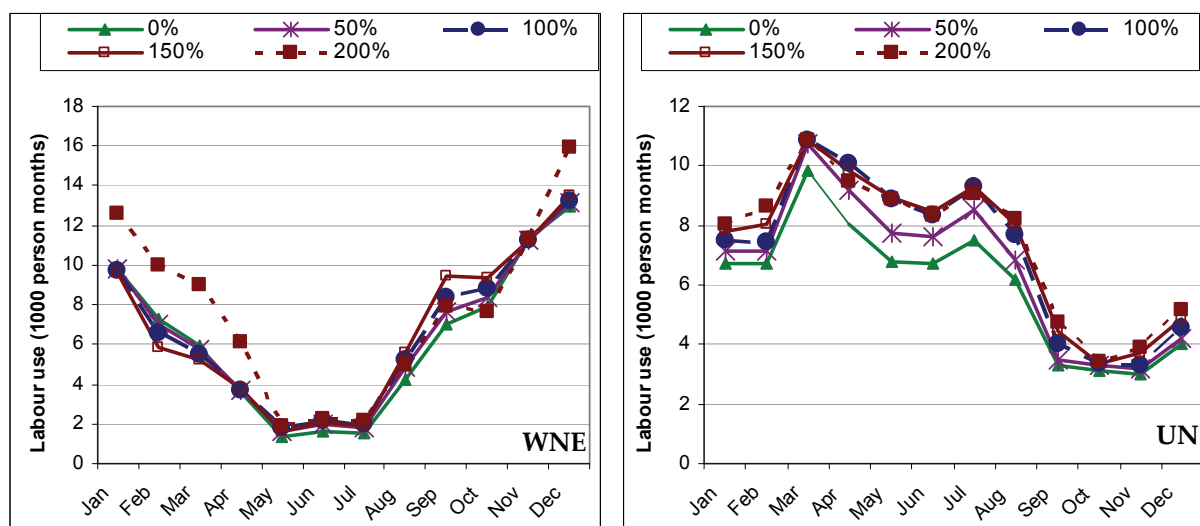 0% 50% 100%
150% 200%
Labour use (1000 person months)
18
16
14
12
10
8
6
4
2
0
Jan Feb Mar Apr May Jun Jul Aug Sep Oct Nov Dec
WNE
0% 50% 100%
150% 200%
Labour use (1000 person months)
12
10
8
6
4
2
0
Jan Feb Mar Apr May Jun Jul Aug Sep Oct Nov Dec
UN